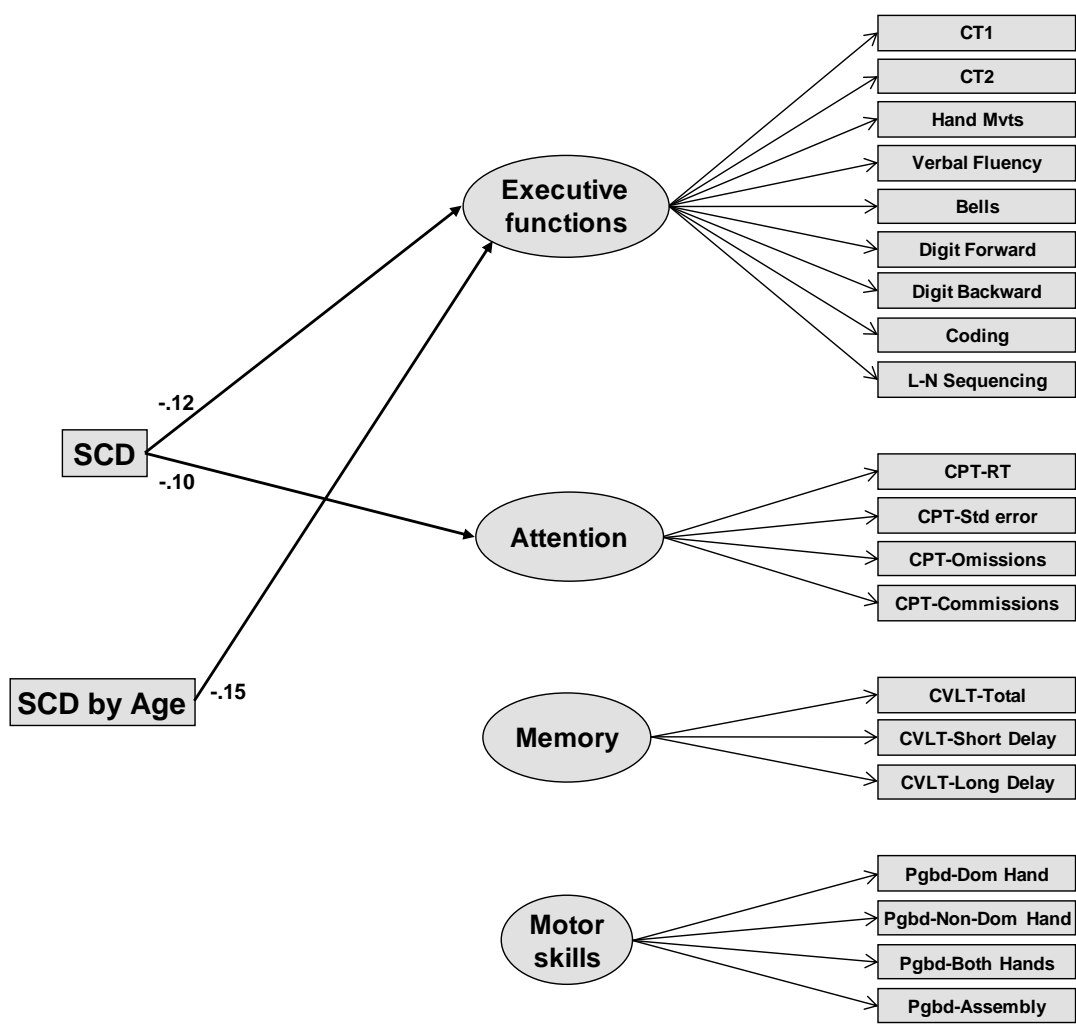 CT1
CT2
Hand Mvts
Verbal Fluency
Bells
Digit Forward
Digit Backward
Coding
L-N Sequencing
Executive
functions
-.12
SCD
-.10
CPT-RT
CPT-Std error
CPT-Omissions
CPT-Commissions
Attention
SCD by Age
-.15
CVLT-Total
CVLT-Short Delay
CVLT-Long Delay
Memory
Pgbd-Dom Hand
Pgbd-Non-Dom Hand
Pgbd-Both Hands
Pgbd-Assembly
Motor
skills